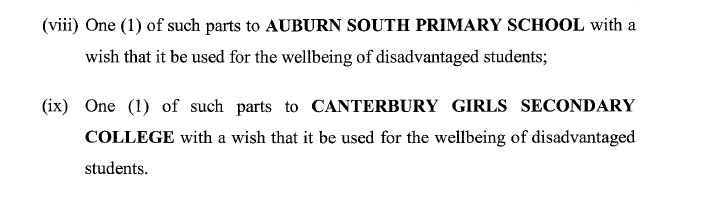 (viii) One (1) of such parts to AUBURN SOUTH PRIMARY SCHOOL with a
wish that it be used for the wellbeing of disadvantaged students;
(ix) One (1) of such parts to CANTERBURY GIRLS SECONDARY
COLLEGE with a wish that it be used for the wellbeing of disadvantaged
students.